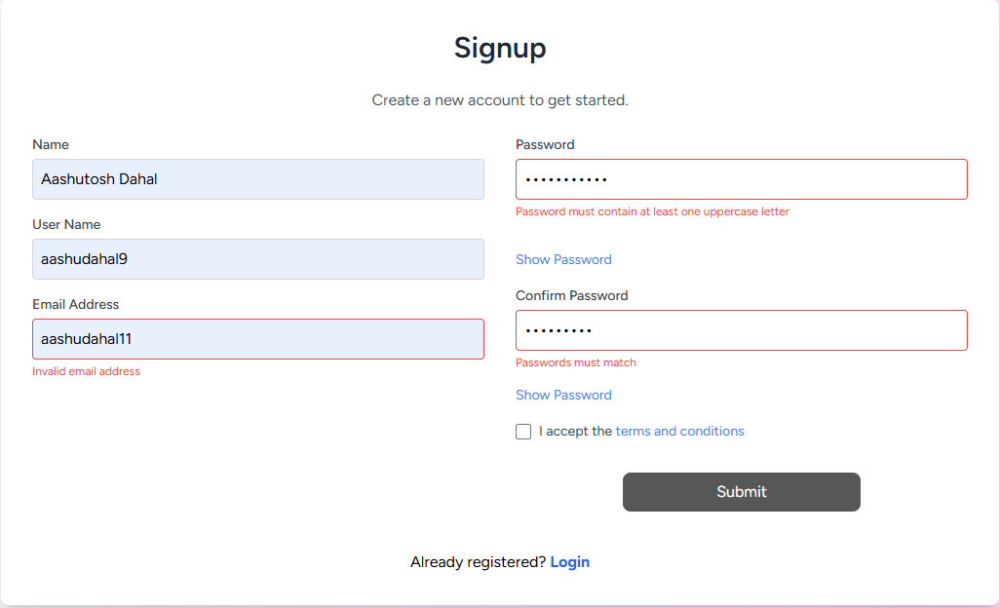 Signup
Create a new account to get started.
Name
Aashutosh Dahal
User Name
aashudahal9
Email Address
aashudahal11
Invalid email address
Password
•••••••••••
Password must contain at least one uppercase letter
Show Password
Confirm Password
•••••••••
Passwords must match
Show Password
I accept the terms and conditions
Submit
Already registered? Login